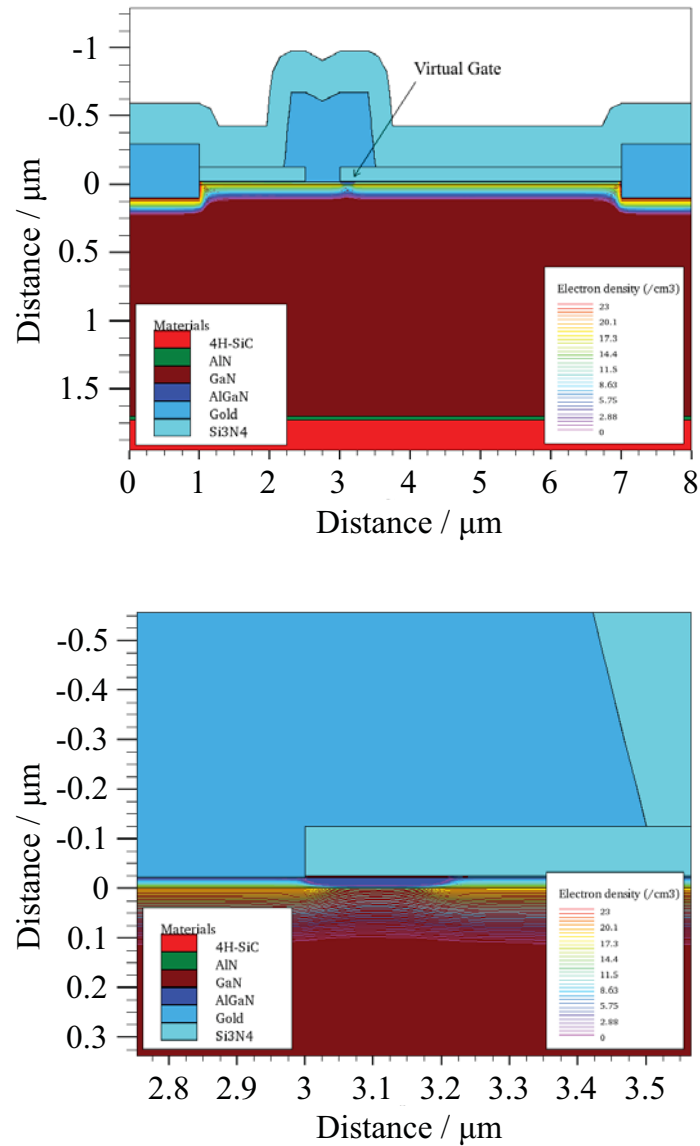 -1
-0.5
0
0.5
1
1.5
Distance / μm
Virtual Gate
Materials
4H-SiC
AlN
GaN
AlGaN
Gold
Si3N4
Electron density (/cm3)
23
20.1
17.3
14.4
11.5
8.63
5.75
2.88
0
0 1 2 3 4 5 6 7 8
Distance / μm
-0.5
-0.4
-0.3
-0.2
-0.1
0
0.1
0.2
0.3
Distance / μm
Materials
4H-SiC
AlN
GaN
AlGaN
Gold
Si3N4
Electron density (/cm3)
23
20.1
17.3
14.4
11.5
8.63
5.75
2.88
0
2.8 2.9 3 3.1 3.2 3.3 3.4 3.5
Distance / μm